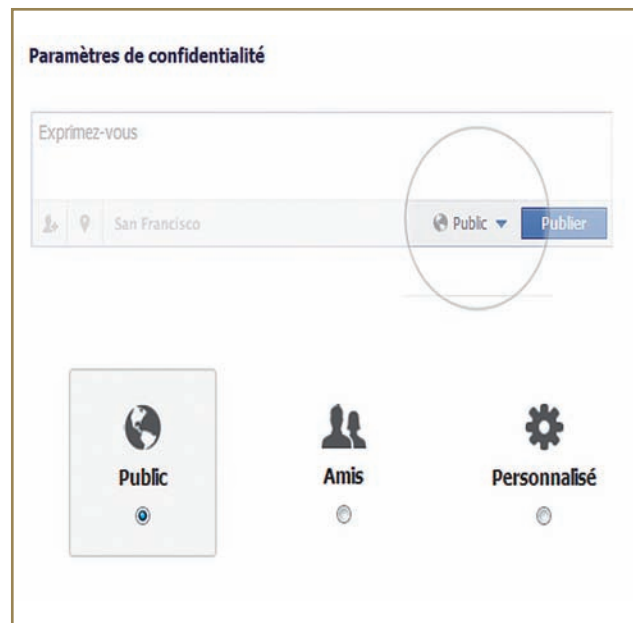 Paramètres de confidentialité
Exprimez-vous
San Francisco
Public
Publier
Public
Amis
Personnalisé